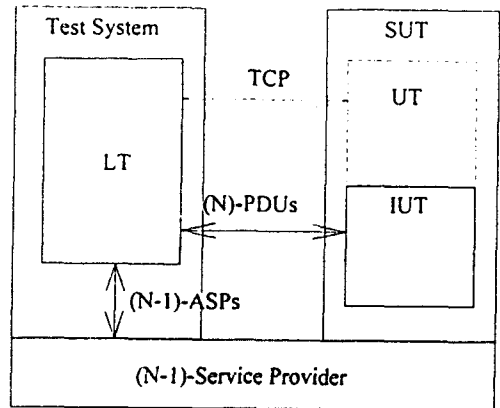 Test System
SUT
TCP
UT
LT
(N)-PDUs
IUT
(N-1)-ASPs
(N-1)-Service Provider